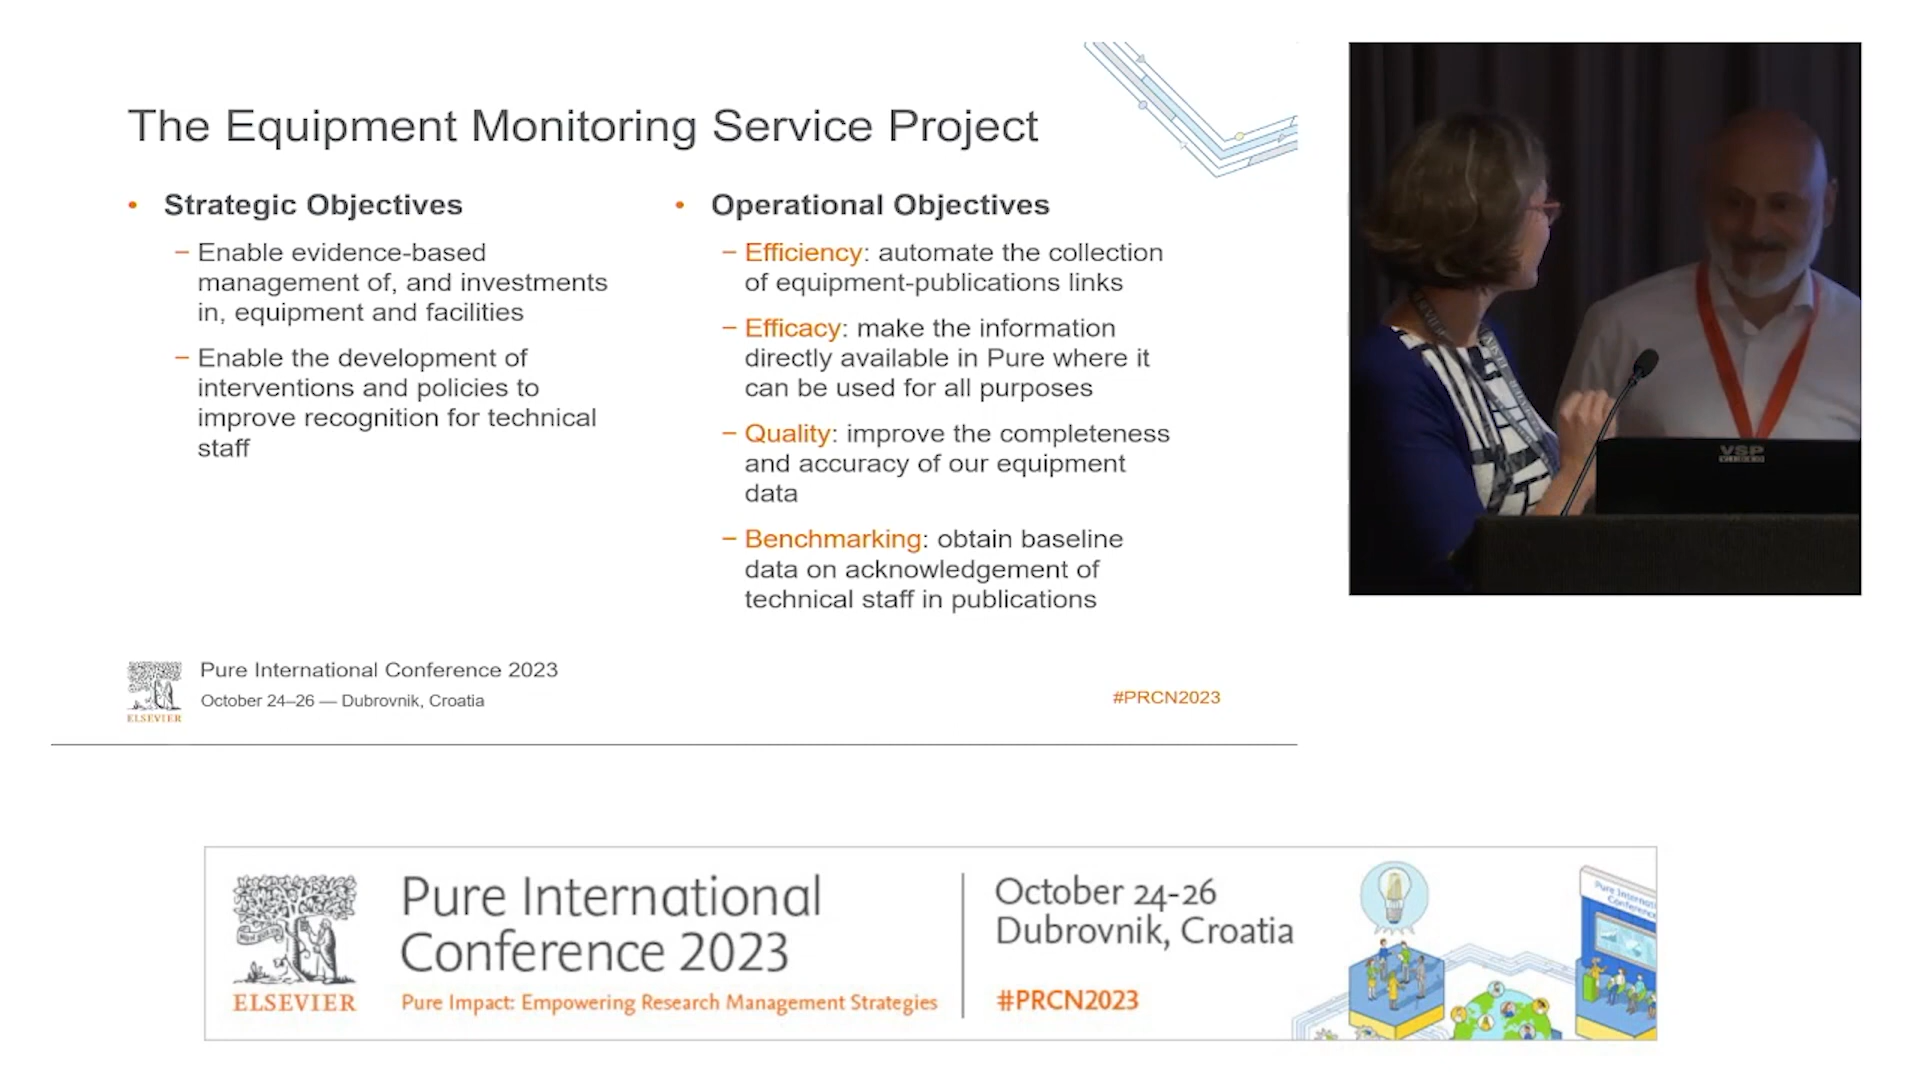 The Equipment Monitoring Service Project
• Strategic Objectives
– Enable evidence-based
management of, and investments
in, equipment and facilities
– Enable the development of
interventions and policies to
improve recognition for technical
staff
• Operational Objectives
– Efficiency: automate the collection
of equipment-publications links
– Efficacy: make the information
directly available in Pure where it
can be used for all purposes
– Quality: improve the completeness
and accuracy of our equipment
data
– Benchmarking: obtain baseline
data on acknowledgement of
technical staff in publications
ELSEVIER
Pure International Conference 2023
October 24–26 — Dubrovnik, Croatia
#PRCN2023
VSP
VIDEO
ELSEVIER
Pure International
Conference 2023
Pure Impact: Empowering Research Management Strategies
October 24-26
Dubrovnik, Croatia
#PRCN2023